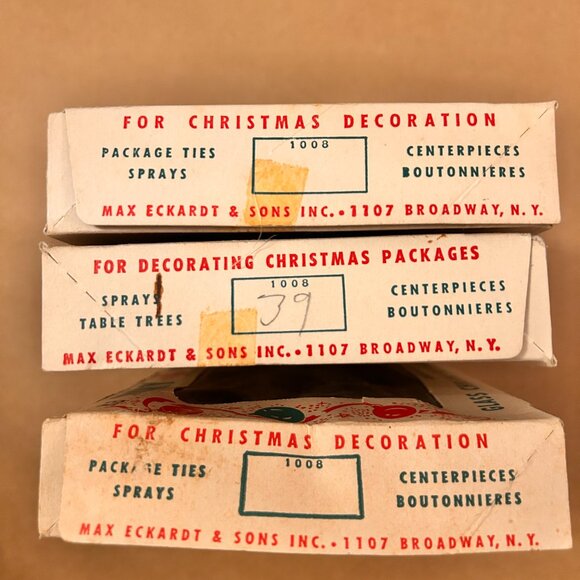 FOR CHRISTMAS DECORATION
PACKAGE TIES
SPRAYS
1008
CENTERPIECES
BOUTONNIERES
MAX ECKARDT & SONS INC. • 1107 BROADWAY, N. Y.
FOR DECORATING CHRISTMAS PACKAGES
SPRAYS
TABLE TREES
1008
39
CENTERPIECES
BOUTONNIERES
MAX ECKARDT & SONS INC. • 1107 BROADWAY, N. Y.
GLASS
FOR CHRISTMAS DECORATION
PACKAGE TIES
SPRAYS
1008
CENTERPIECES
BOUTONNIERES
MAX ECKARDT & SONS INC. • 1107 BROADWAY, N. Y.